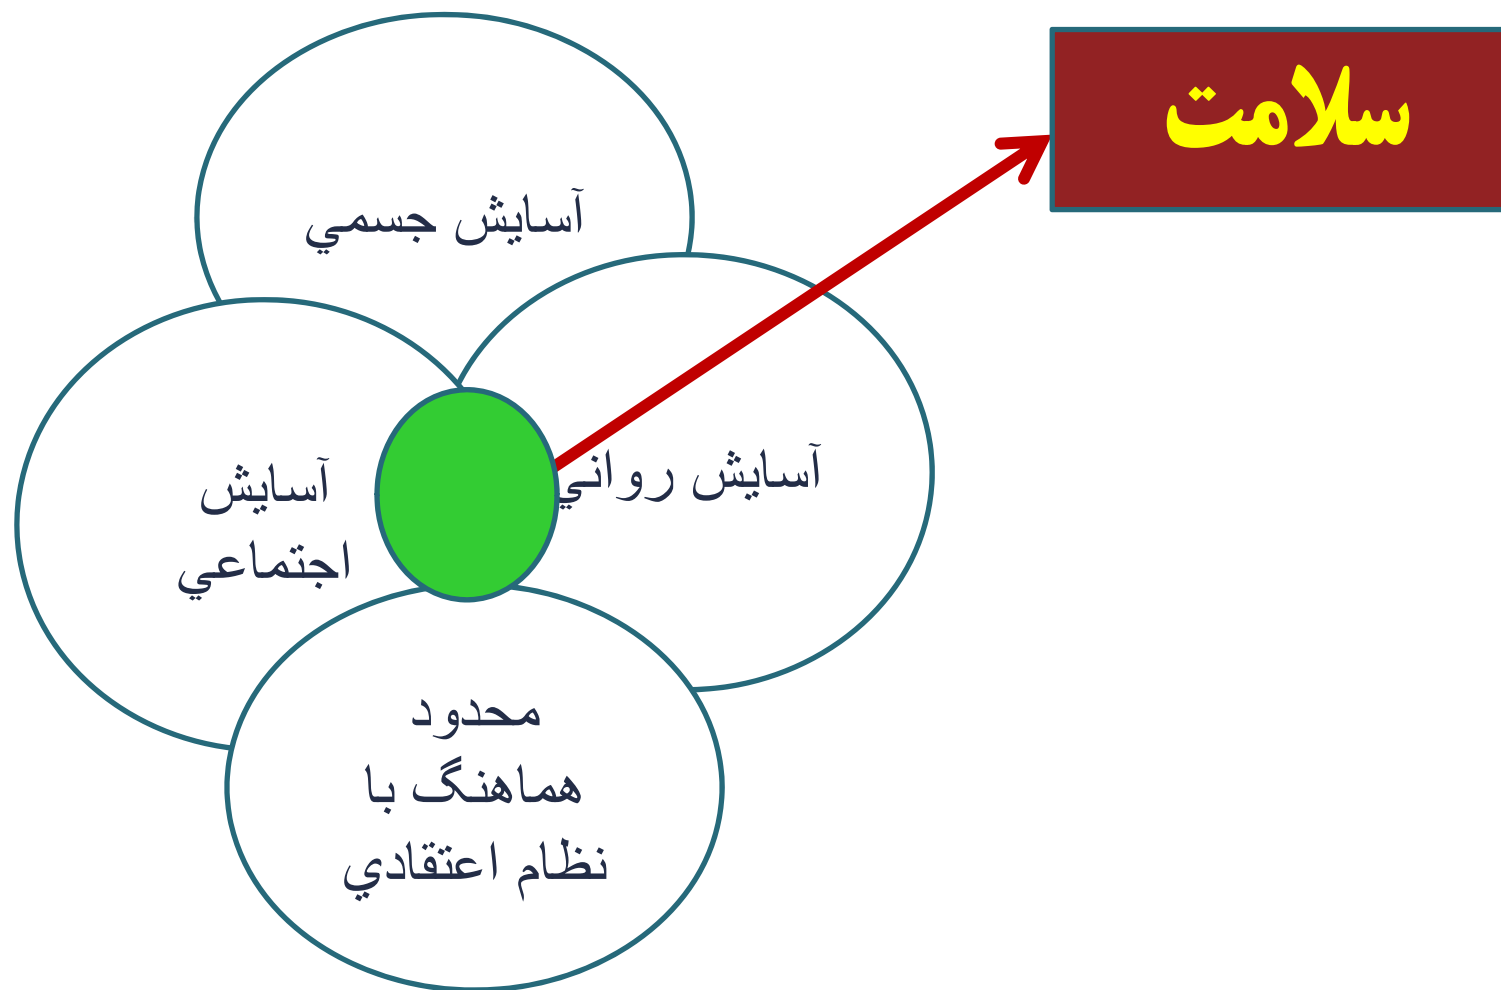 سلامت
آسايش جسمي
آسايش رواني
آسايش
اجتماعي
محدود
هماهنگ با
نظام اعتقادي